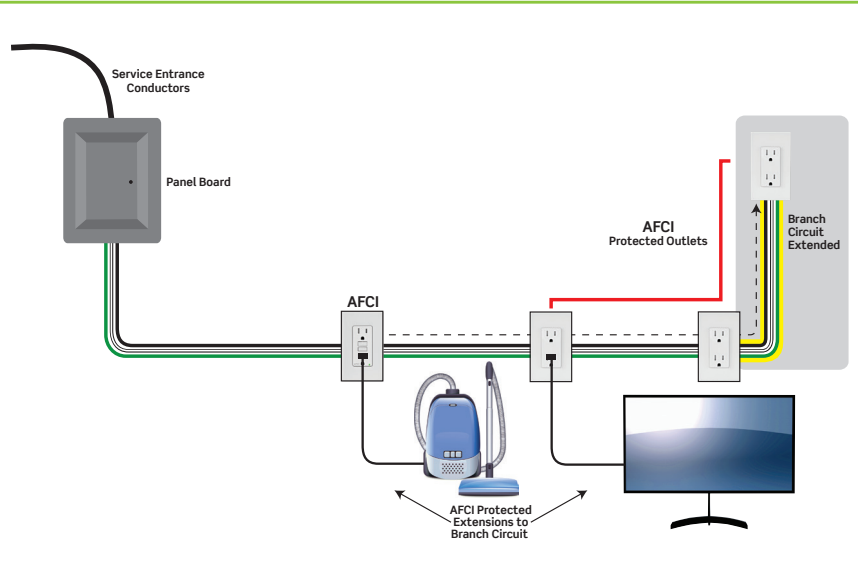 Service Entrance
Conductors
Panel Board
AFCI
Protected Outlets
Branch
Circuit
Extended
AFCI
AFCI Protected
Extensions to
Branch Circuit